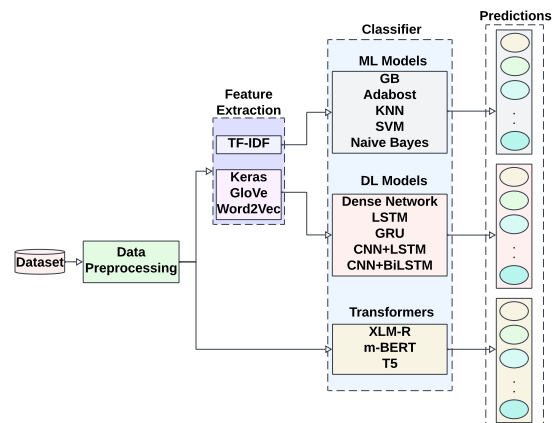 Predictions
Classifier
ML Models
GB
Adabost
KNN
SVM
Naive Bayes
Feature
Extraction
TF-IDF
Keras
GloVe
Word2Vec
DL Models
Dense Network
LSTM
GRU
CNN+LSTM
CNN+BiLSTM
Dataset
Data
Preprocessing
Transformers
XLM-R
m-BERT
T5